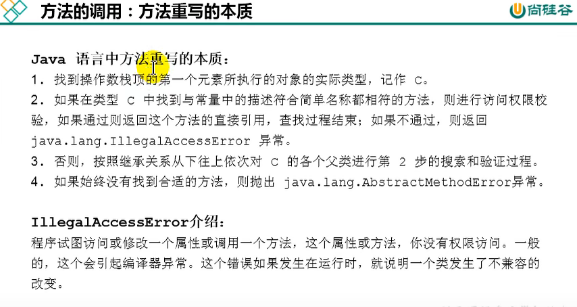 方法的调用:方法重写的本质
尚硅谷
Java 语言中方法重写的本质:
1. 找到操作数栈顶的第一个元素所执行的对象的实际类型,记作 C。
2. 如果在类型 C 中找到与常量中的描述符合简单名称都相符的方法,则进行访问权限校
验,如果通过则返回这个方法的直接引用,查找过程结束;如果不通过,则返回
java.lang.IllegalAccessError 异常。
3. 否则,按照继承关系从下往上依次对 C 的各个父类进行第 2 步的搜索和验证过程。
4. 如果始终没有找到合适的方法,则抛出 java.lang.AbstractMethodError异常。
IllegalAccessError介绍:
程序试图访问或修改一个属性或调用一个方法,这个属性或方法,你没有权限访问。一般
的,这个会引起编译器异常。这个错误如果发生在运行时,就说明一个类发生了不兼容的
改变。